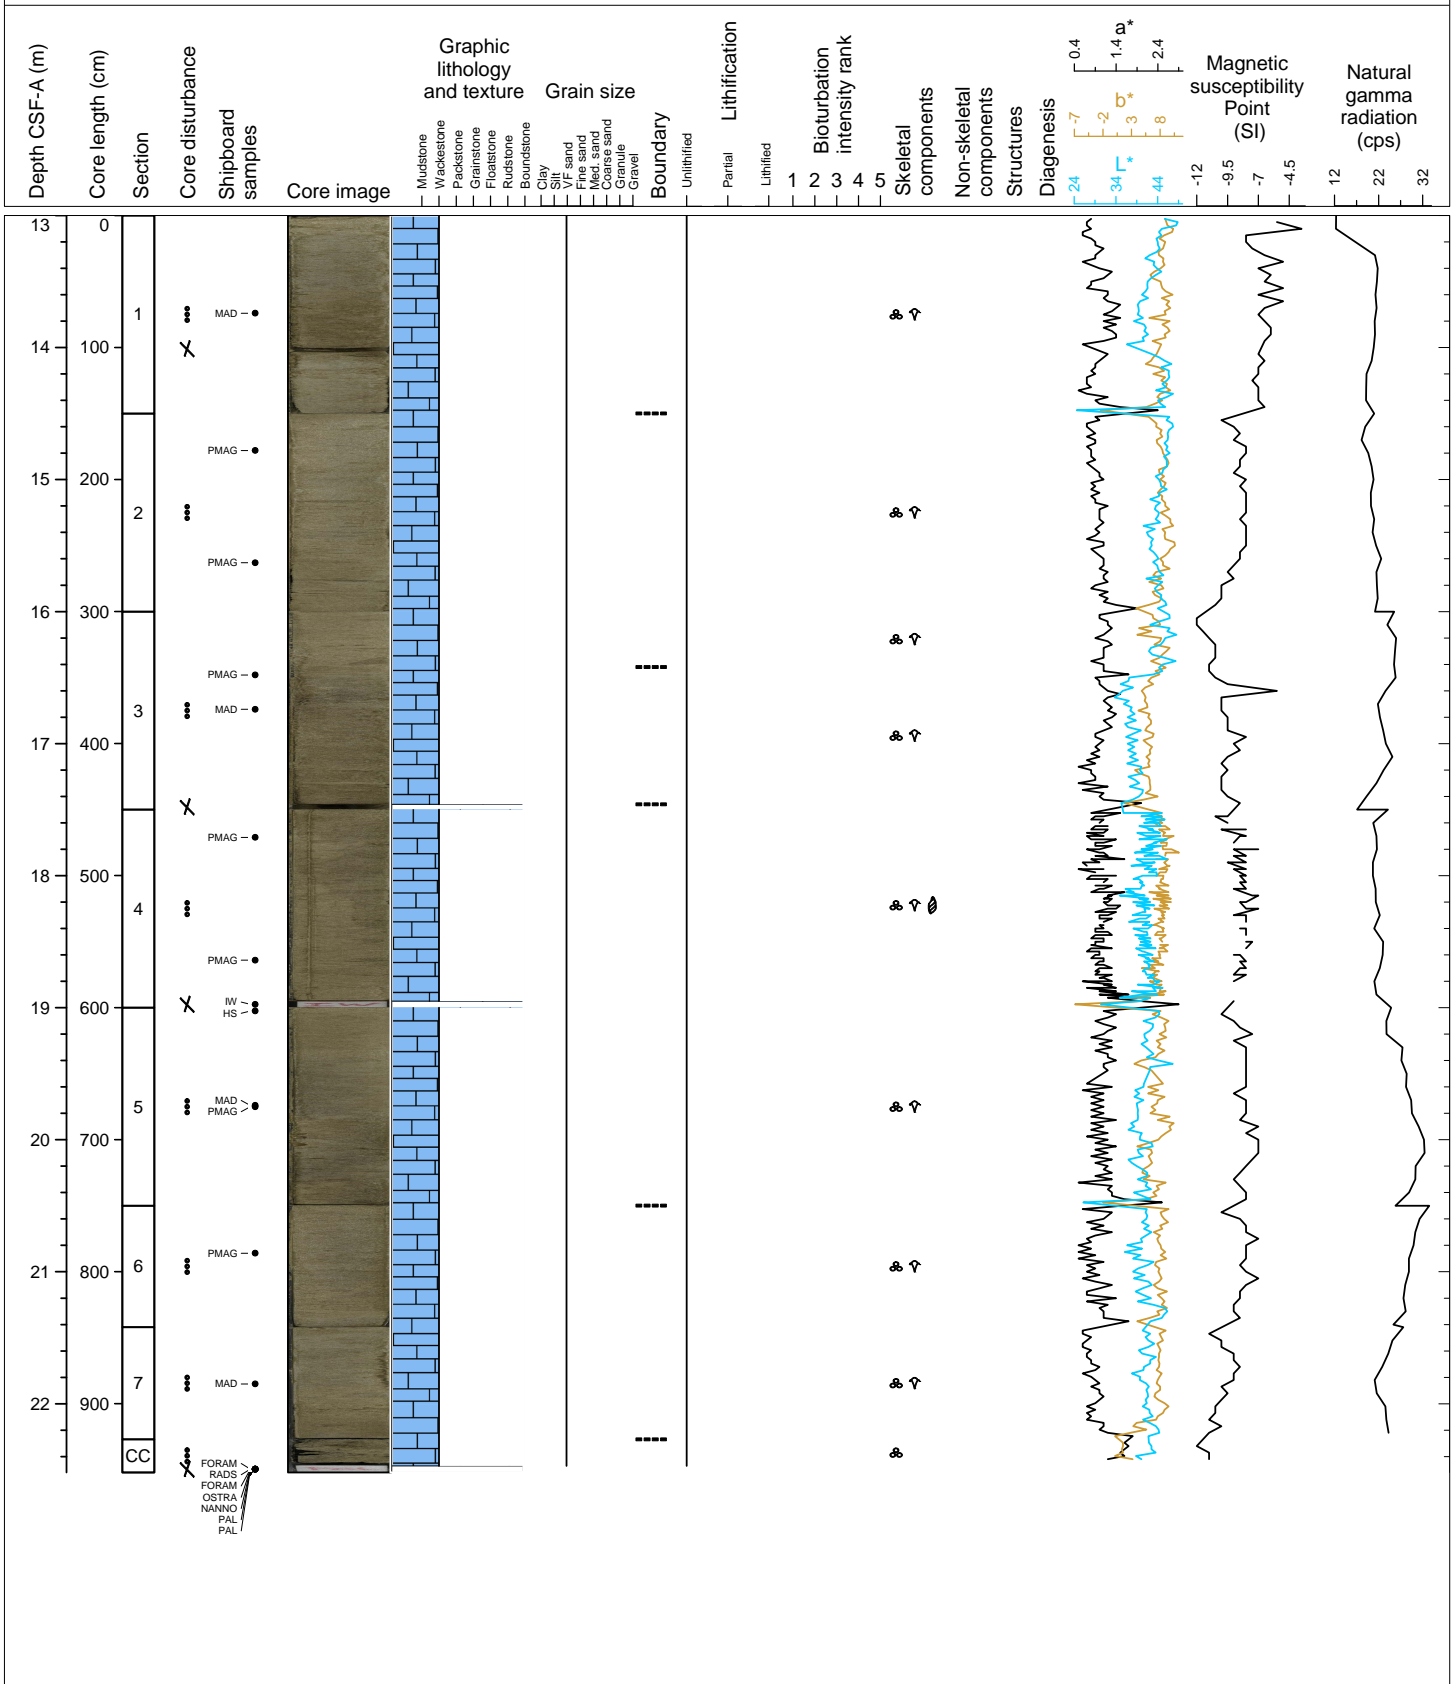 Depth CSF-A (m)
Core length (cm)
Section
Core disturbance
Shipboard
samples
Core image
Graphic
lithology
and texture
Mudstone
Wackestone
Packstone
Grainstone
Floatstone
Rudstone
Boundstone
Grain size
Clay
Silt
VF sand
Fine sand
Med. sand
Coarse sand
Granule
Gravel
Boundary
Lithification
Unlithified
Partial
Lithified
Bioturbation
intensity rank
1 2 3 4 5
Skeletal
components
Non-skeletal
components
Structures
Diagenesis
a*
0.4 1.4 2.4
b*
-7 -2 3 8
L*
24 34 44
Magnetic
susceptibility
Point
(SI)
-12 -9.5 -7 -4.5
Natural
gamma
radiation
(cps)
12 22 32
13 0
1 MAD
14 100
PMAG
15 200
2
PMAG
16 300
PMAG
3 MAD
17 400
PMAG
18 500
4
PMAG
IW
19 600
HS
MAD
5
PMAG
20 700
PMAG
6
21 800
7 MAD
22 900
CC
FORAM
RADS
FORAM
OSTRA
NANNO
PAL
PAL